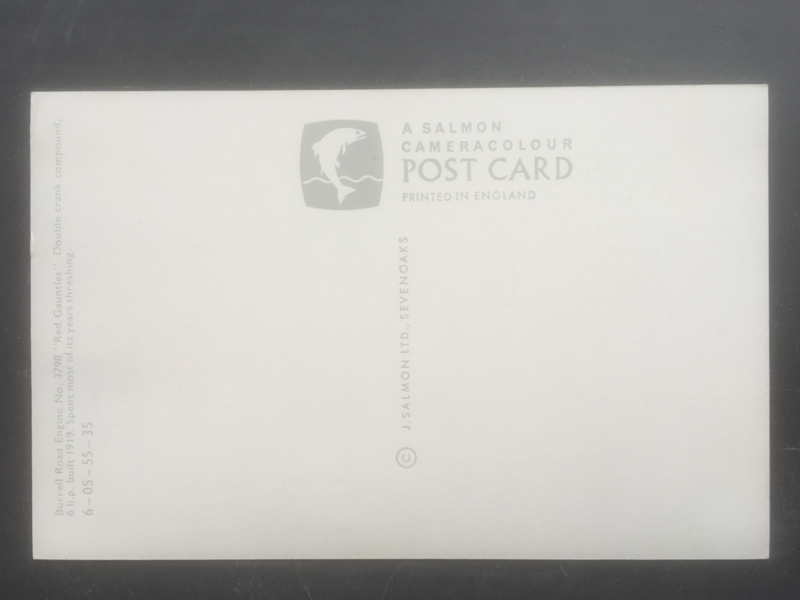 A SALMON
CAMERACOLOUR
POST CARD
PRINTED IN ENGLAND
© J. SALMON LTD., SEVENOAKS
Burrell Road Engine No. 3798 "Red Gauntlet". Double crank compound,
6 h.p. built 1919. Spent most of its years threshing.
6-05-55-35